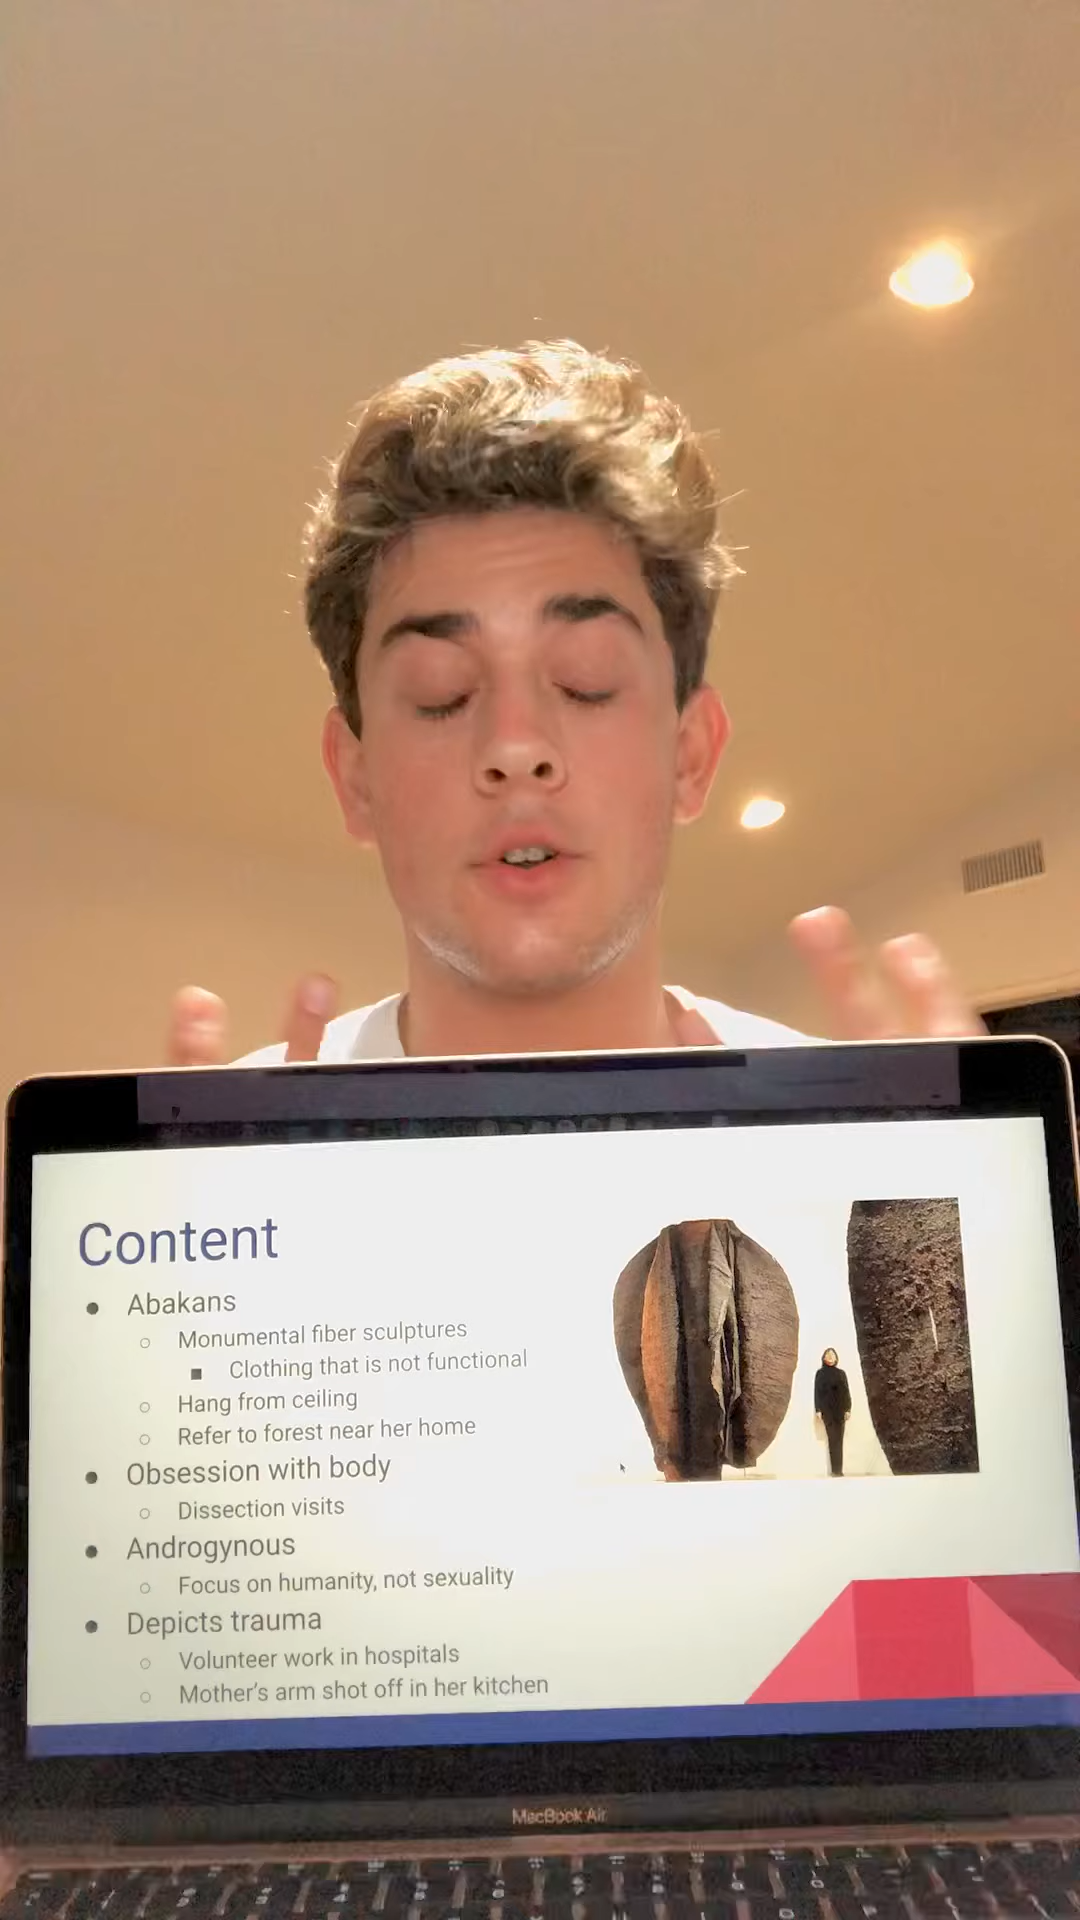 Content
Abakans
Monumental fiber sculptures
Clothing that is not functional
Hang from ceiling
Refer to forest near her home
Obsession with body
Dissection visits
Androgynous
Focus on humanity, not sexuality
Depicts trauma
Volunteer work in hospitals
Mother's arm shot off in her kitchen
MacBook Air